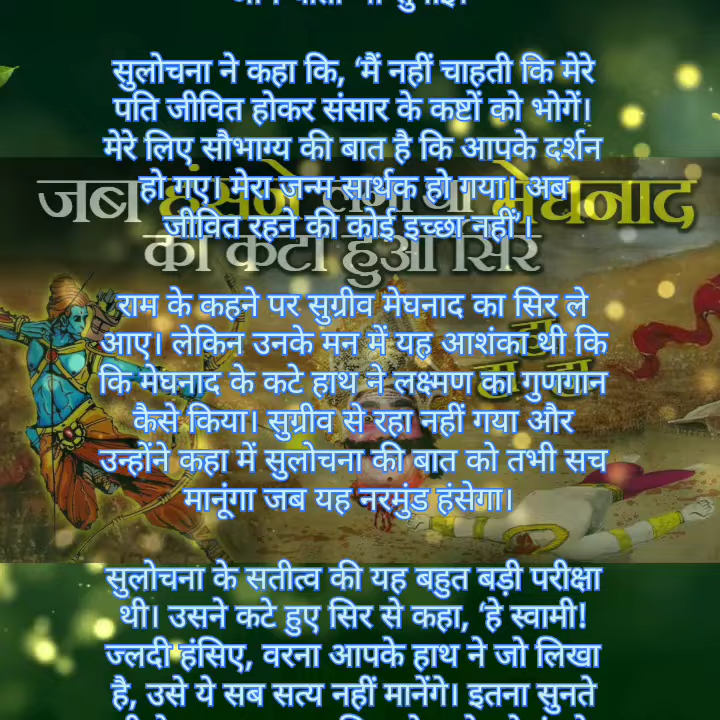 सुलोचना ने कहा कि, ‘मैं नहीं चाहती कि मेरे
पति जीवित होकर संसार के कष्टों को भोगें।
मेरे लिए सौभाग्य की बात है कि आपके दर्शन
हो गए। मेरा जन्म सार्थक हो गया। अब
जीवित रहने की कोई इच्छा नहीं’।
जब हंसने लगा था मेघनाद
का कटा हुआ सिर
राम के कहने पर सुग्रीव मेघनाद का सिर ले
आए। लेकिन उनके मन में यह आशंका थी कि
कि मेघनाद के कटे हाथ ने लक्ष्मण का गुणगान
कैसे किया। सुग्रीव से रहा नहीं गया और
उन्होंने कहा में सुलोचना की बात को तभी सच
मानूंगा जब यह नरमुंड हंसेगा।
हा
हा हा
सुलोचना के सतीत्व की यह बहुत बड़ी परीक्षा
थी। उसने कटे हुए सिर से कहा, ‘हे स्वामी!
ज्लदी हंसिए, वरना आपके हाथ ने जो लिखा
है, उसे ये सब सत्य नहीं मानेंगे। इतना सुनते